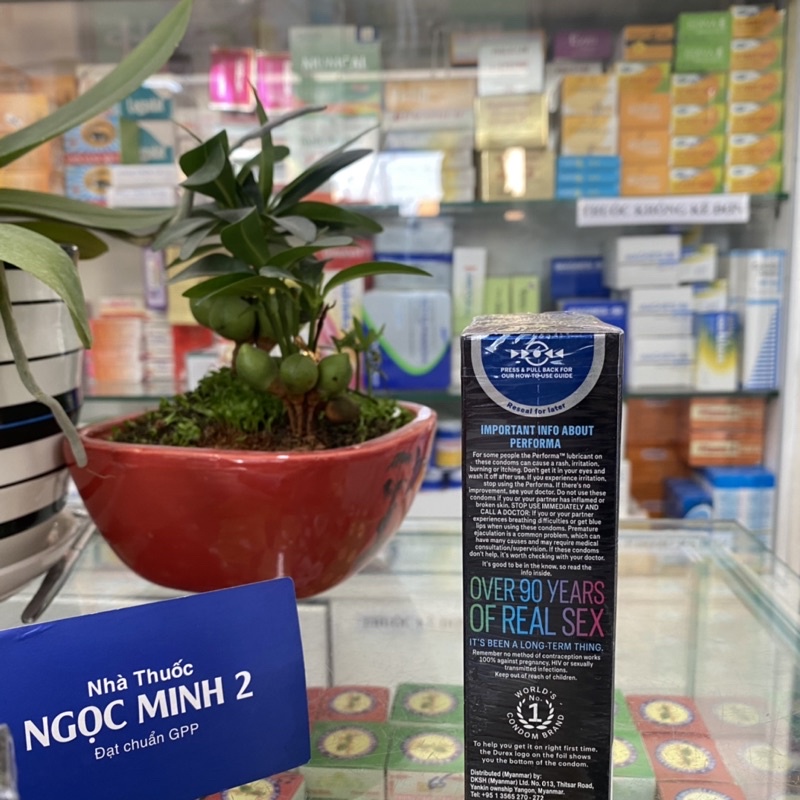 THUỐC KHÔNG KÊ ĐƠN
PRESS & PULL BACK FOR
OUR HOW-TO-USE GUIDE
Reseal for later
IMPORTANT INFO ABOUT
PERFORMA
For some people the Performa™ lubricant on
these condoms can cause a rash, irritation,
burning or itching. Don't get it in your eyes and
wash it off after use. If you experience irritation,
stop using the Performa. If there's no
improvement, see your doctor. Do not use these
condoms if you or your partner has inflamed or
broken skin. STOP USE IMMEDIATELY AND
CALL A DOCTOR: If you or your partner
experiences breathing difficulties or get blue
lips when using these condoms. Premature
ejaculation is a common problem, which can
have many causes and may require medical
consultation/supervision. If these condoms
don't help, it's worth checking with your doctor.
It's good to be in the know, so read the
info inside.
OVER 90 YEARS
OF REAL SEX
IT'S BEEN A LONG-TERM THING.
Remember no method of contraception works
100% against pregnancy, HIV or sexually
transmitted infections.
Keep out of reach of children.
WORLD'S
No.
1
CONDOM BRAND
To help you get it on right first time,
the Durex logo on the foil shows
you the bottom of the condom.
Distributed (Myanmar) by:
DKSH (Myanmar) Ltd. No. 013, Thitsar Road,
Yankin ownship Yangon, Myanmar.
Tel: +95 1 3565 270 - 272
Nhà Thuốc
NGỌC MINH 2
Đạt chuẩn GPP